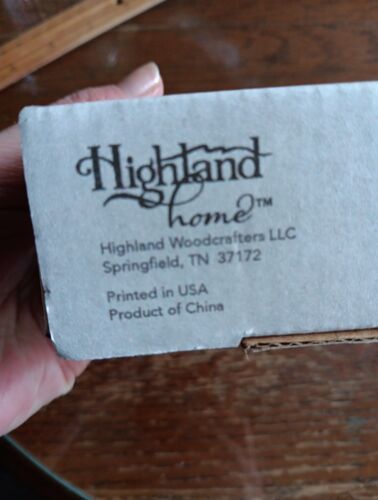 Highland
home™
Highland Woodcrafters LLC
Springfield, TN 37172
Printed in USA
Product of China